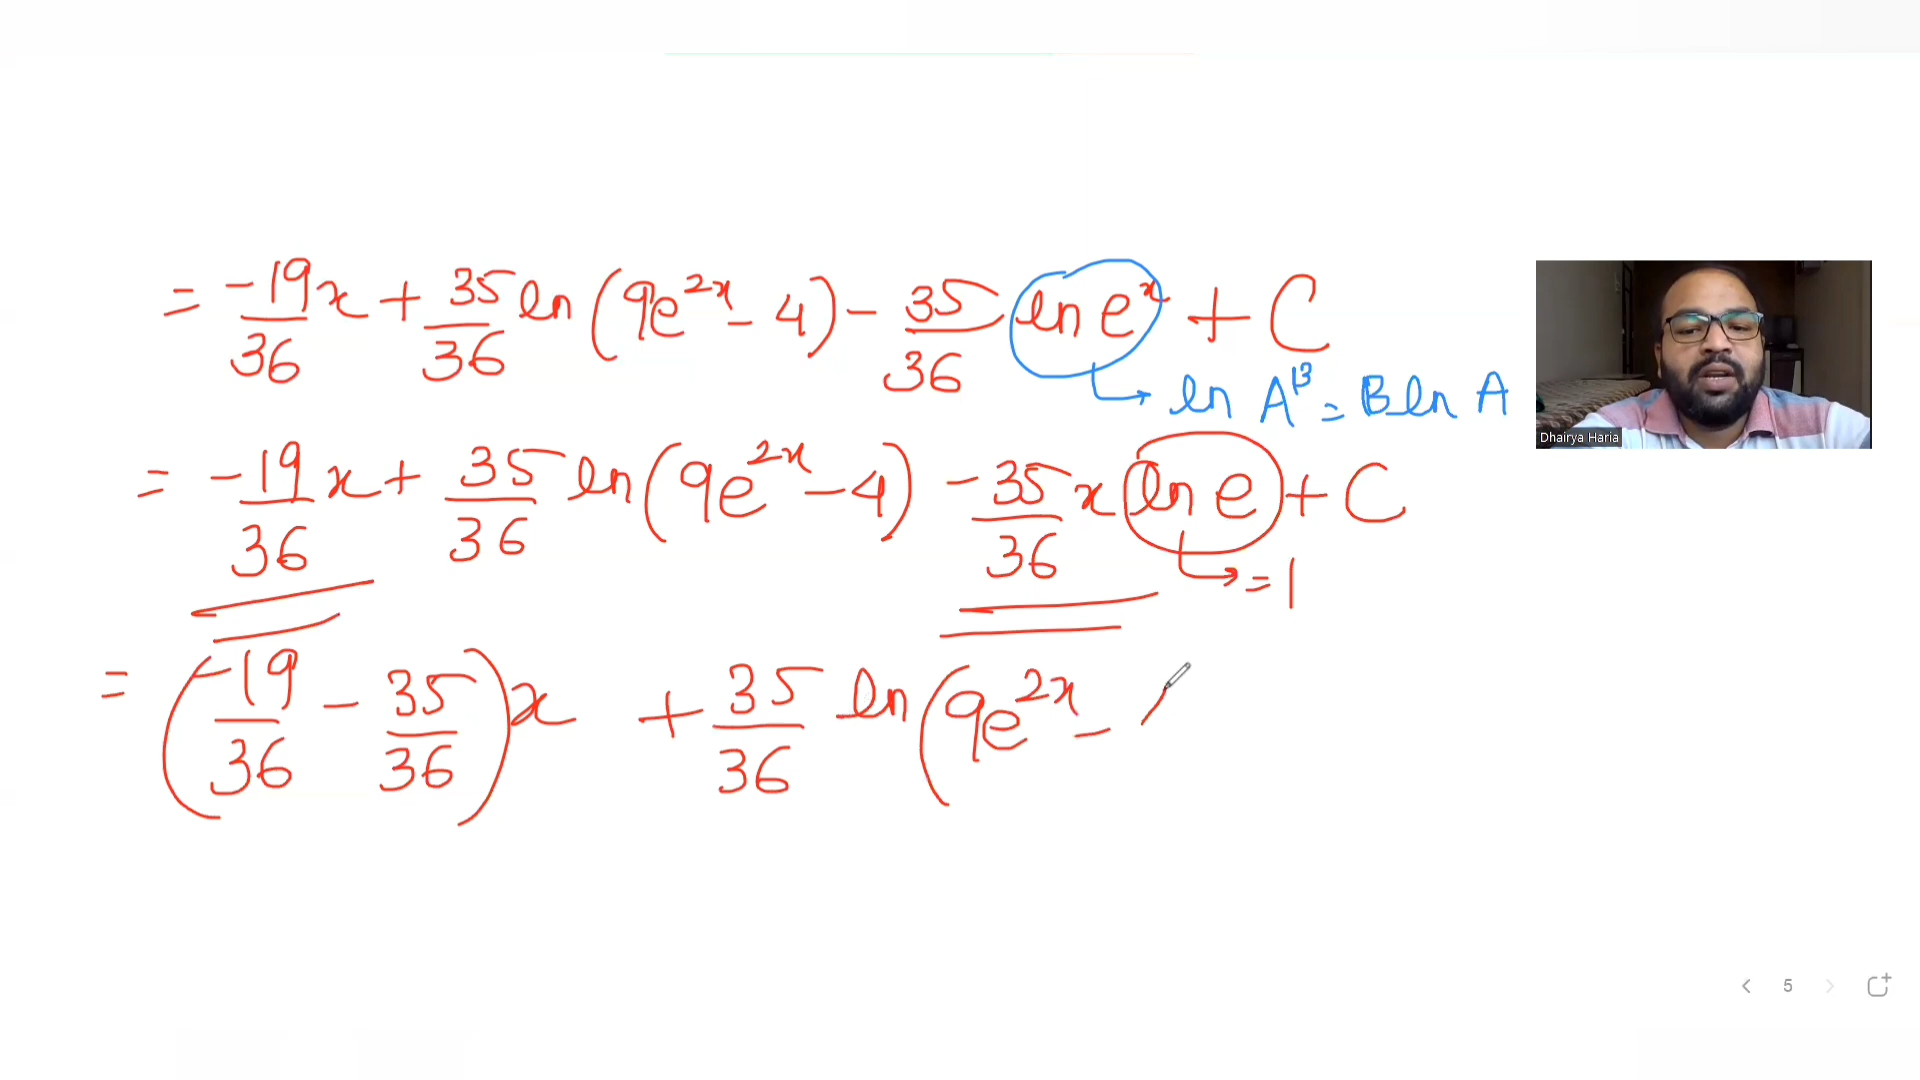 = -19/36 x + 35/36 ln (9e^2x - 4) - 35/36 ln e^x + C
→ ln A^B = B ln A
= -19/36 x + 35/36 ln (9e^2x - 4) - 35/36 x ln e + C
→ = 1
= (-19/36 - 35/36) x + 35/36 ln (9e^2x -
Dhairya Haria
5